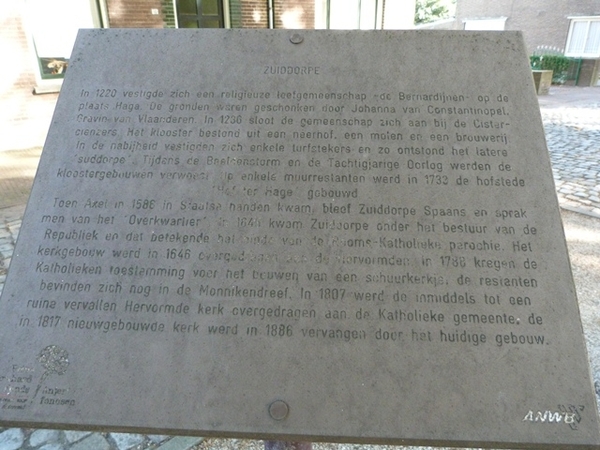 ZUIDDORPE
In 1220 vestigde zich een religieuze leefgemeenschap "de Bernardijnen" op de
plaats Haga. De gronden waren geschonken door Johanna van Constantinopel,
Gravin van Vlaanderen. In 1236 sloot de gemeenschap zich aan bij de Cister-
cienzers. Het klooster bestond uit een neerhof, een molen en een brouwerij.
In de nabijheid vestigden zich enkele turfstekers en zo ontstond het latere
"suddorpe". Tijdens de Beeldenstorm en de Tachtigjarige Oorlog werden de
kloostergebouwen verwoest. Op enkele muurrestanten werd in 1732 de hofstede
ter Hage" gebouwd
Toen Axel in 1586 in Staatse handen kwam, bleef Zuiddorpe Spaans en sprak
men van het "Overkwartier". In 1648 kwam Zuiddorpe onder het bestuur van de
Republiek en dat betekende het einde van de Rooms-Katholieke parochie. Het
kerkgebouw werd in 1646 overgedragen aan de Hervormden. In 1786 kregen de
Katholieken toestemming voor het bouwen van een schuurkerkje, de restanten
bevinden zich nog in de Monnikendreef. In 1807 werd de inmiddels tot een
ruine vervallen Hervormde kerk overgedragen aan de Katholieke gemeente; de
in 1817 nieuwgebouwde kerk werd in 1886 vervangen door het huidige gebouw.
ANWB